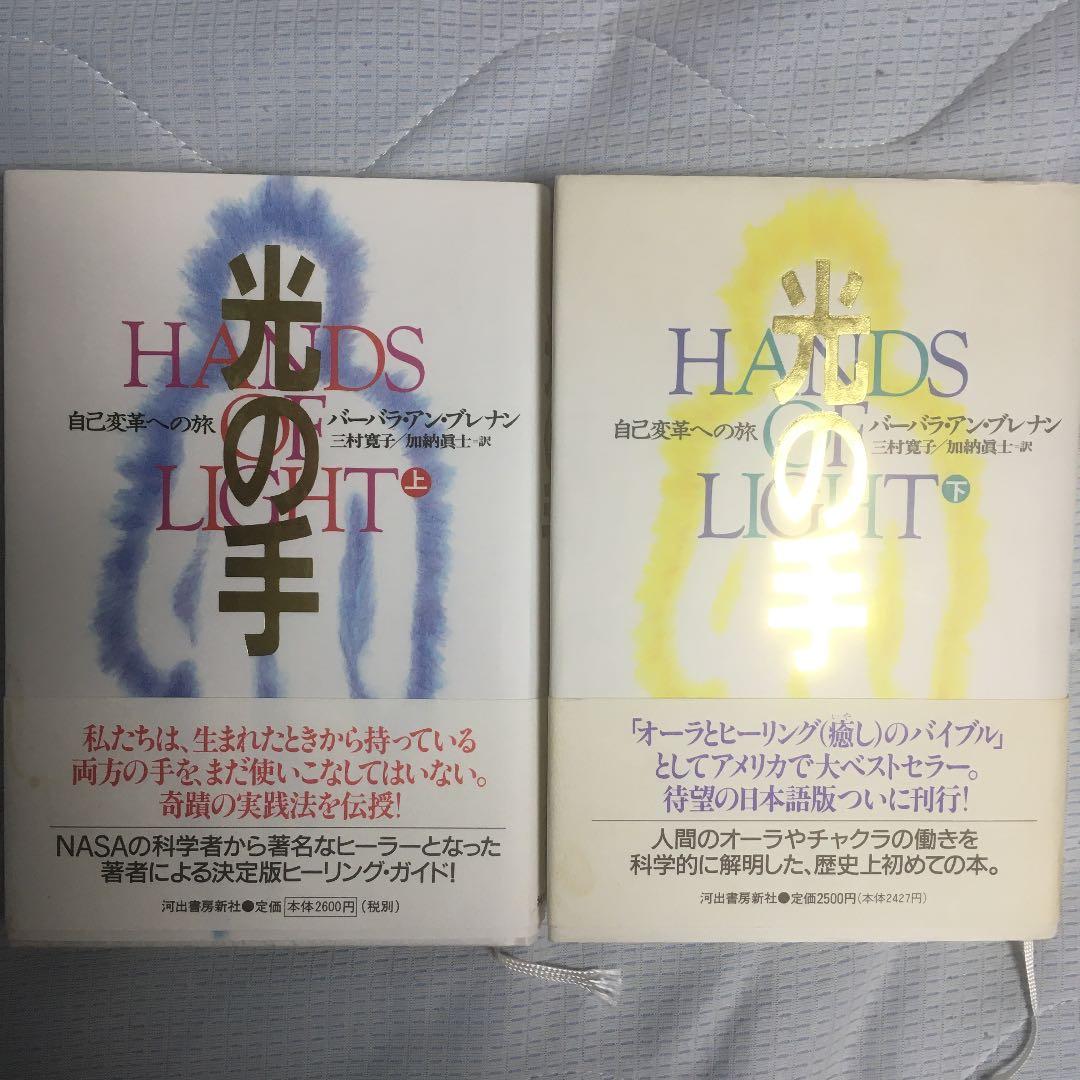 光の手
HANDS
OF
LIGHT
上
自己変革への旅
バーバラ・アン・ブレナン
三村寛子/加納眞士=訳
私たちは、生まれたときから持っている
両方の手を、まだ使いこなしてはいない。
奇蹟の実践法を伝授!
NASAの科学者から著名なヒーラーとなった
著者による決定版ヒーリング・ガイド!
河出書房新社●定価 本体2600円(税別)
光の手
HANDS
OF
LIGHT
下
自己変革への旅
バーバラ・アン・ブレナン
三村寛子/加納眞士=訳
「オーラとヒーリング(癒し)のバイブル」
いや
としてアメリカで大ベストセラー。
待望の日本語版ついに刊行!
人間のオーラやチャクラの働きを
科学的に解明した、歴史上初めての本。
河出書房新社●定価2500円(本体2427円)